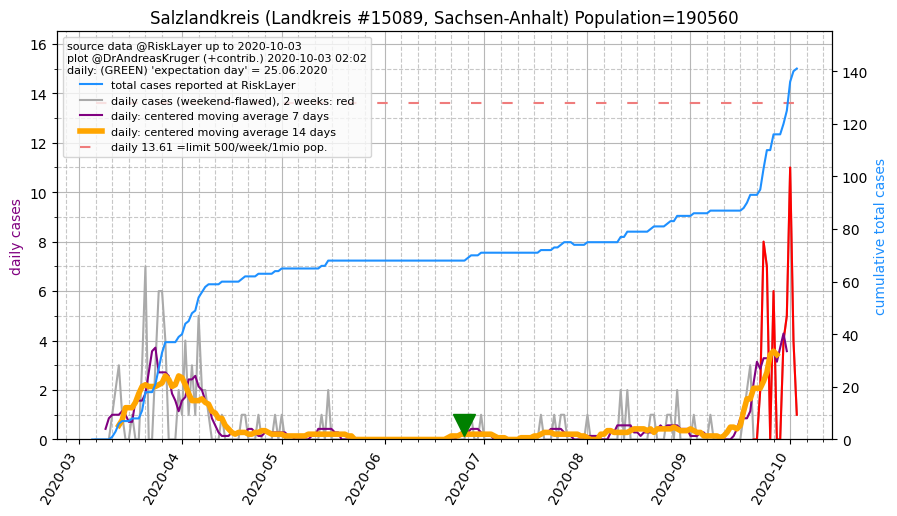 Salzlandkreis (Landkreis #15089, Sachsen-Anhalt) Population=190560
source data @RiskLayer up to 2020-10-03
plot @DrAndreasKruger (+contrib.) 2020-10-03 02:02
daily: (GREEN) 'expectation day' = 25.06.2020
total cases reported at RiskLayer
daily cases (weekend-flawed), 2 weeks: red
daily: centered moving average 7 days
daily: centered moving average 14 days
daily 13.61 =limit 500/week/1mio pop.
daily cases
16
14
12
10
8
6
4
2
0
cumulative total cases
140
120
100
80
60
40
20
0
2020-03
2020-04
2020-05
2020-06
2020-07
2020-08
2020-09
2020-10